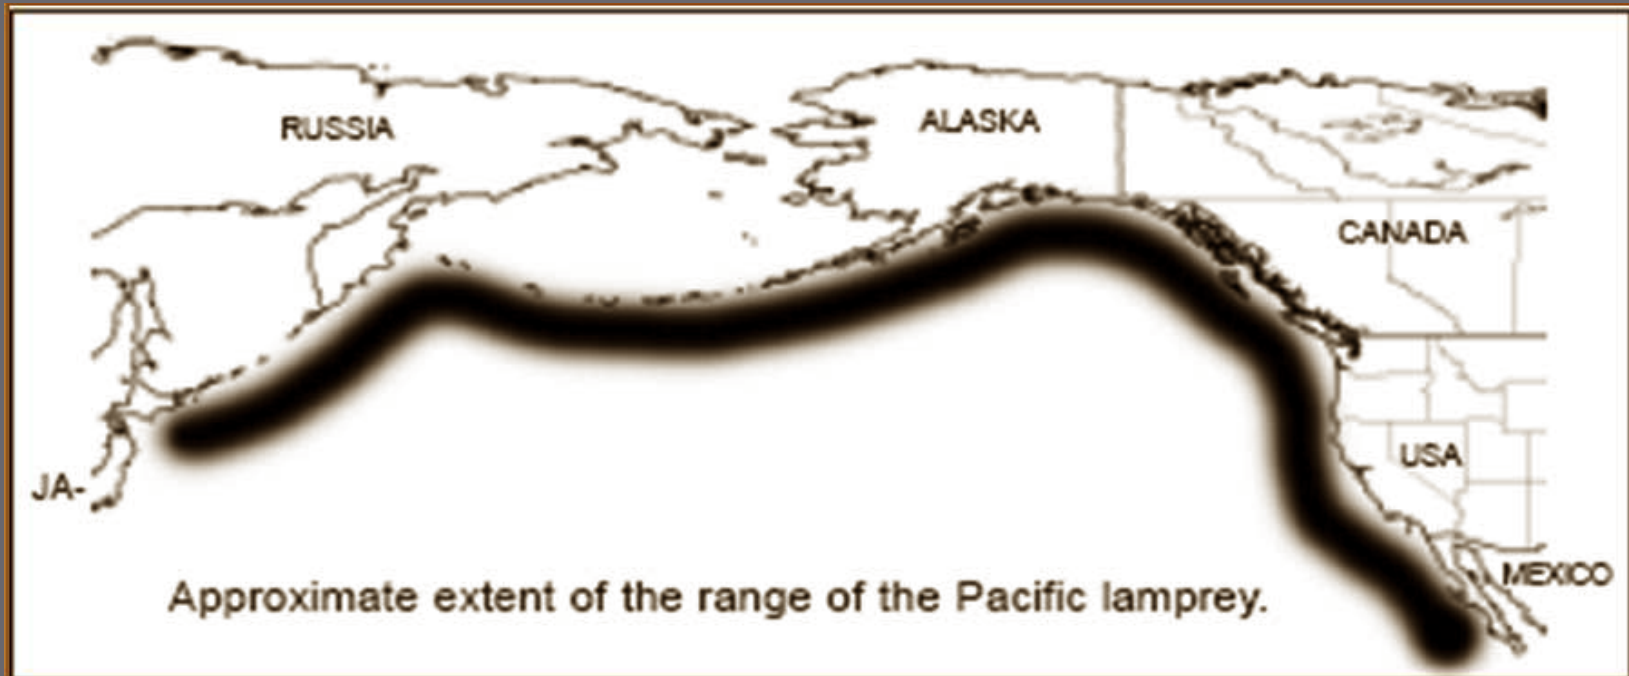 RUSSIA
ALASKA
CANADA
USA
JA-
MEXICO
Approximate extent of the range of the Pacific lamprey.